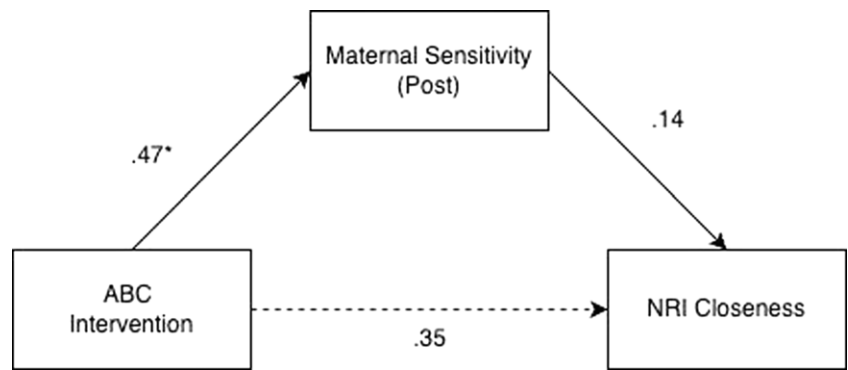 Maternal Sensitivity
(Post)
.47*
.14
ABC
Intervention
.35
NRI Closeness